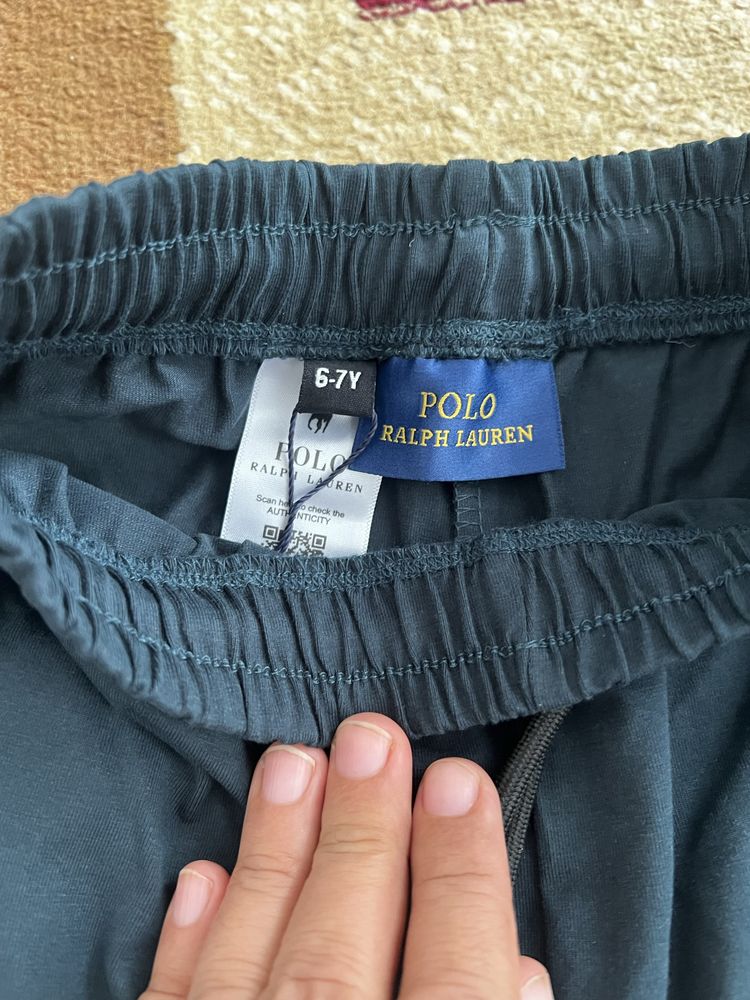 6-7Y
POLO
RALPH LAUREN
POLO
RALPH LAUREN
Scan here to check the
AUTHENTICITY